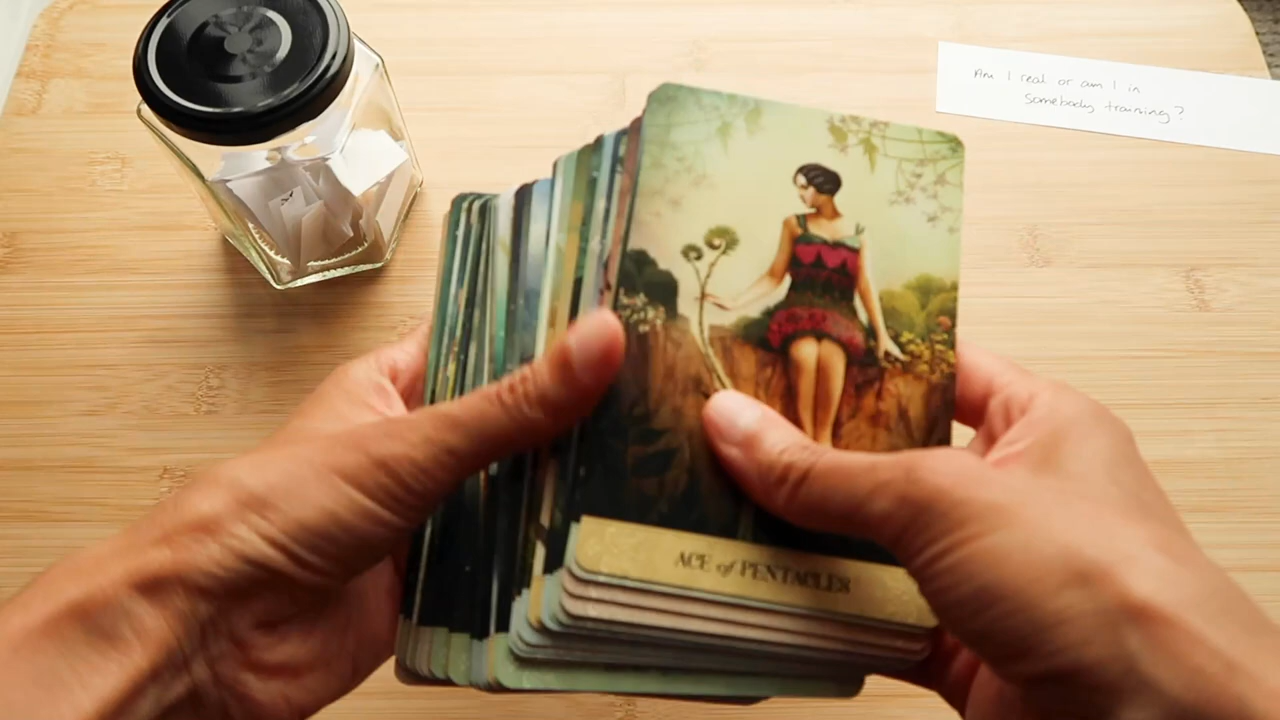 Am I real or am I in
somebody training?
ACE of PENTACLES